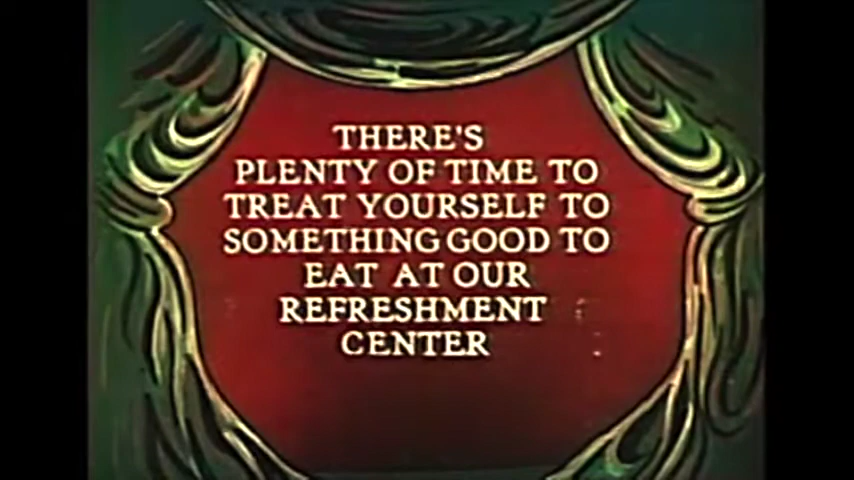 THERE'S
PLENTY OF TIME TO
TREAT YOURSELF TO
SOMETHING GOOD TO
EAT AT OUR
REFRESHMENT
CENTER